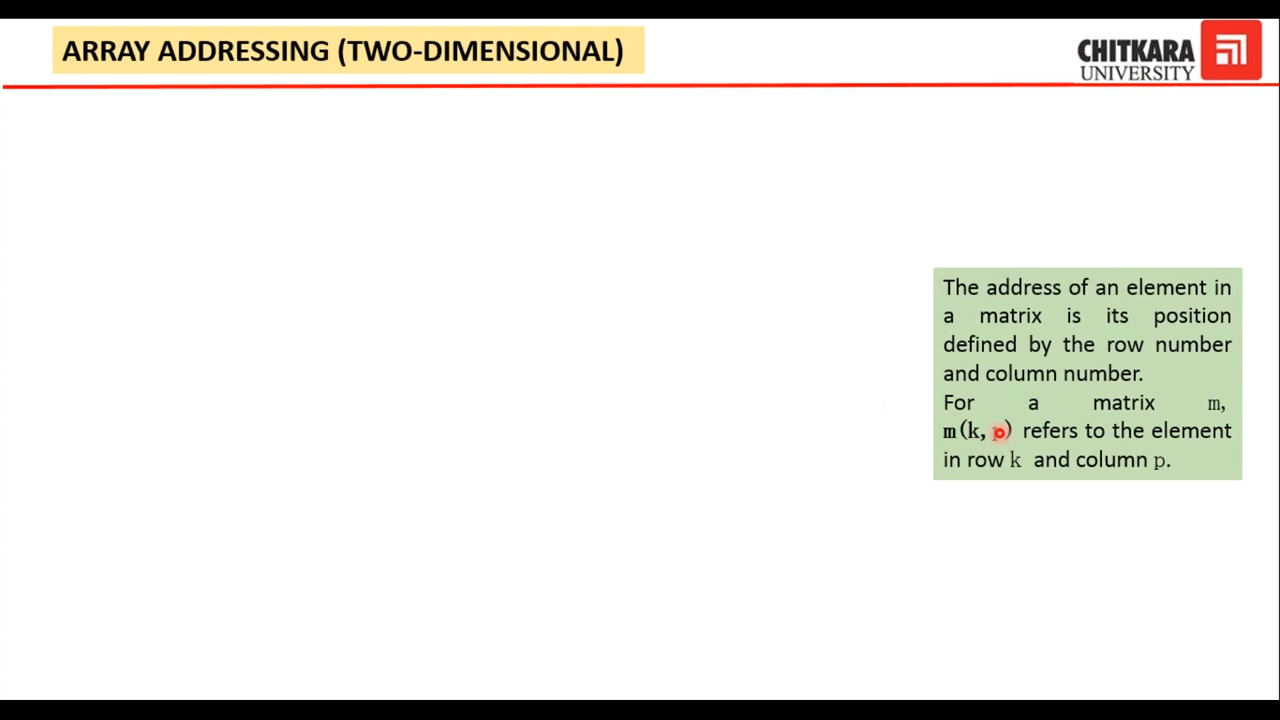 ARRAY ADDRESSING (TWO-DIMENSIONAL)
CHITKARA
UNIVERSITY
The address of an element in
a matrix is its position
defined by the row number
and column number.
For a matrix m,
m(k, p) refers to the element
in row k and column p.